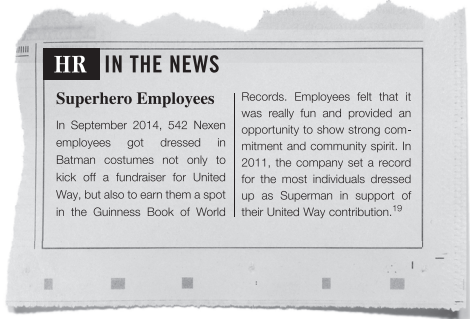 HR IN THE NEWS
Superhero Employees
In September 2014, 542 Nexen
employees got dressed in
Batman costumes not only to
kick off a fundraiser for United
Way, but also to earn them a spot
in the Guinness Book of World
Records. Employees felt that it
was really fun and provided an
opportunity to show strong com-
mitment and community spirit. In
2011, the company set a record
for the most individuals dressed
up as Superman in support of
their United Way contribution.19